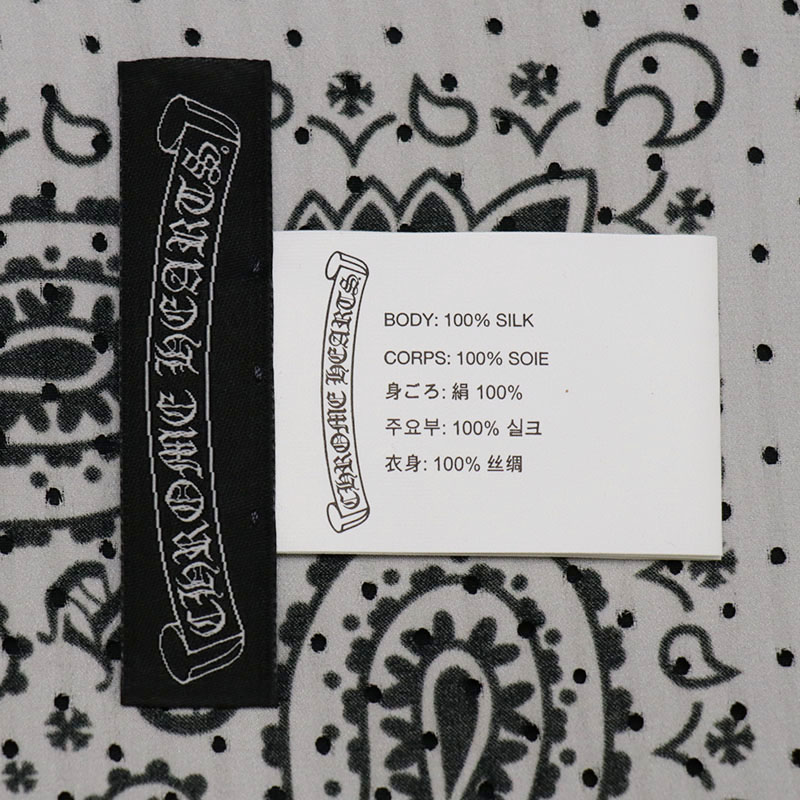 CHROME HEARTS
CHROME HEARTS
BODY: 100% SILK
CORPS: 100% SOIE
身ごろ: 絹 100%
주요부: 100% 실크
衣身: 100% 丝绸